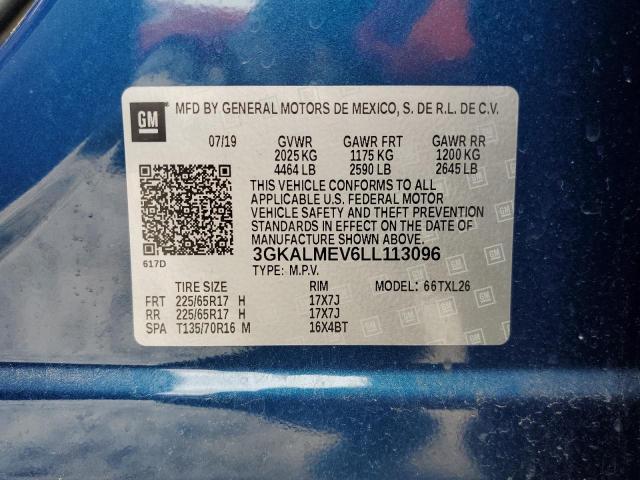 GM MFD BY GENERAL MOTORS DE MEXICO, S. DE R.L. DE C.V.
07/19 GVWR GAWR FRT GAWR RR
2025 KG 1175 KG 1200 KG
4464 LB 2590 LB 2645 LB
THIS VEHICLE CONFORMS TO ALL
APPLICABLE U.S. FEDERAL MOTOR
VEHICLE SAFETY AND THEFT PREVENTION
STANDARDS IN EFFECT ON THE DATE OF
MANUFACTURE SHOWN ABOVE.
617D 3GKALMEV6LL113096
TYPE: M.P.V.
TIRE SIZE RIM MODEL: 66TXL26
FRT 225/65R17 H 17X7J
RR 225/65R17 H 17X7J
SPA T135/70R16 M 16X4BT